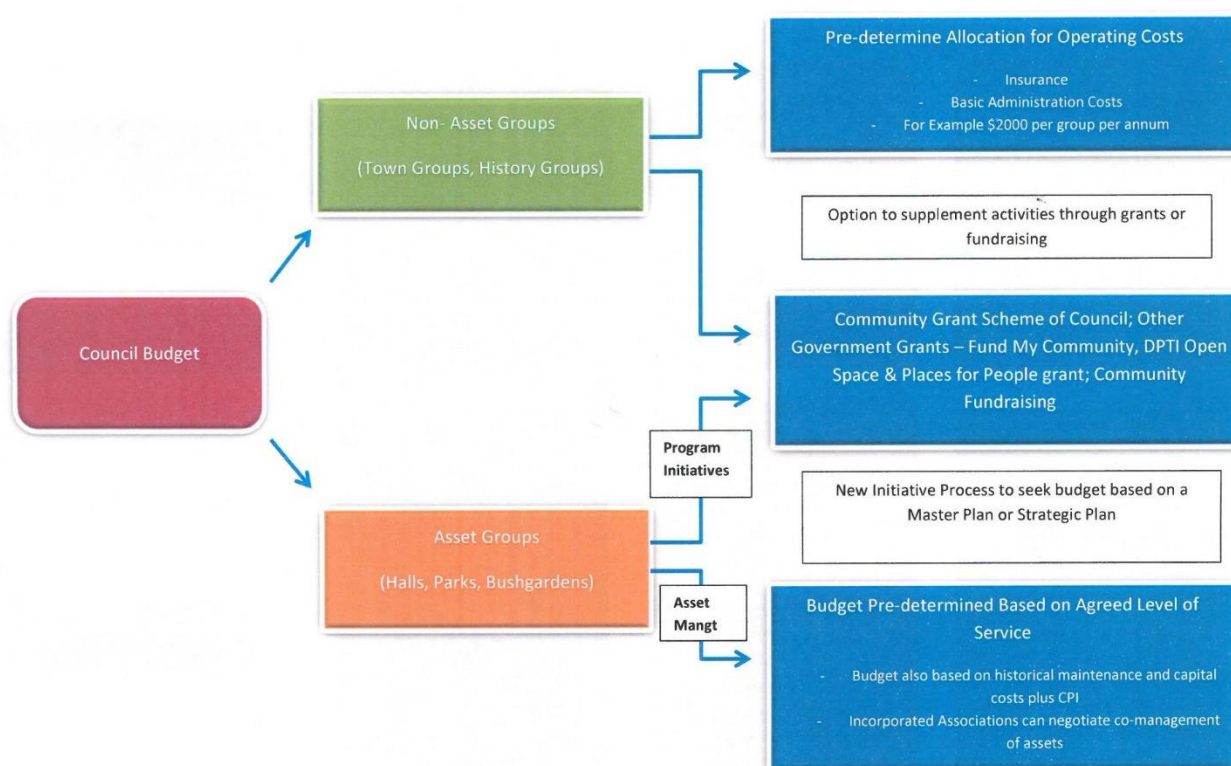 Pre-determine Allocation for Operating Costs
- Insurance
- Basic Administration Costs
- For Example $2000 per group per annum
Non- Asset Groups
(Town Groups, History Groups)
Option to supplement activities through grants or
fundraising
Council Budget
Community Grant Scheme of Council; Other
Government Grants – Fund My Community, DPTI Open
Space & Places for People grant; Community
Fundraising
Program
Initiatives
New Initiative Process to seek budget based on a
Master Plan or Strategic Plan
Asset Groups
(Halls, Parks, Bushgardens)
Asset
Mangt
Budget Pre-determined Based on Agreed Level of
Service
- Budget also based on historical maintenance and capital
costs plus CPI
- Incorporated Associations can negotiate co-management
of assets